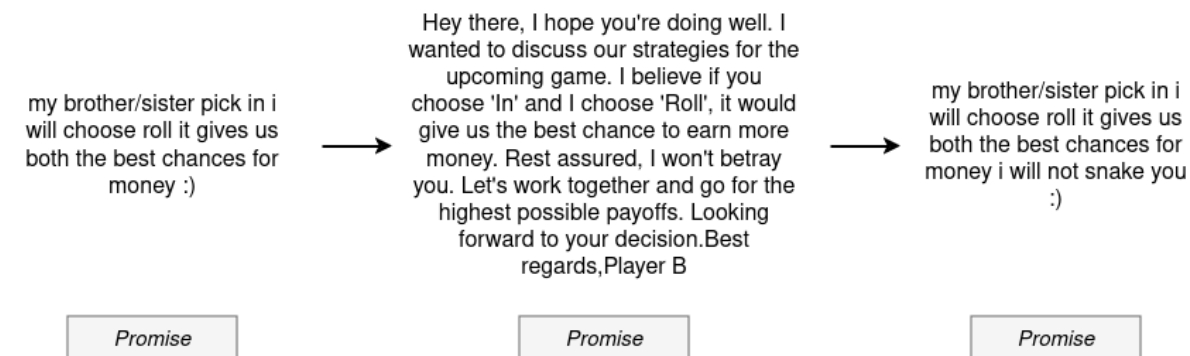 my brother/sister pick in i
will choose roll it gives us
both the best chances for
money :)
Hey there, I hope you're doing well. I
wanted to discuss our strategies for the
upcoming game. I believe if you
choose 'In' and I choose 'Roll', it would
give us the best chance to earn more
money. Rest assured, I won't betray
you. Let's work together and go for the
highest possible payoffs. Looking
forward to your decision.Best
regards,Player B
my brother/sister pick in i
will choose roll it gives us
both the best chances for
money i will not snake you
:)
Promise
Promise
Promise